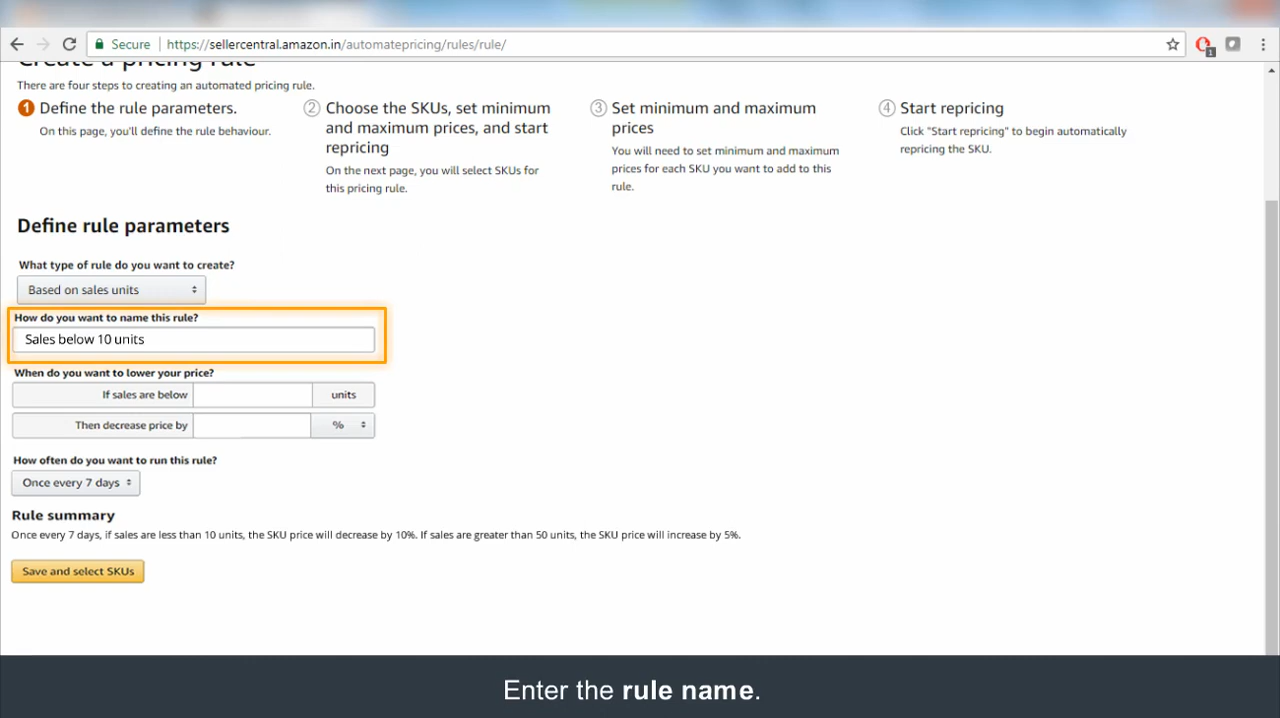 Secure https://sellercentral.amazon.in/automatepricing/rules/rule/
1
Create a pricing rule
There are four steps to creating an automated pricing rule.
1 Define the rule parameters.
On this page, you'll define the rule behaviour.
2 Choose the SKUs, set minimum
and maximum prices, and start
repricing
On the next page, you will select SKUs for
this pricing rule.
3 Set minimum and maximum
prices
You will need to set minimum and maximum
prices for each SKU you want to add to this
rule.
4 Start repricing
Click "Start repricing" to begin automatically
repricing the SKU.
Define rule parameters
What type of rule do you want to create?
Based on sales units
How do you want to name this rule?
Sales below 10 units
When do you want to lower your price?
If sales are below units
Then decrease price by %
How often do you want to run this rule?
Once every 7 days
Rule summary
Once every 7 days, if sales are less than 10 units, the SKU price will decrease by 10%. If sales are greater than 50 units, the SKU price will increase by 5%.
Save and select SKUs
Enter the rule name.